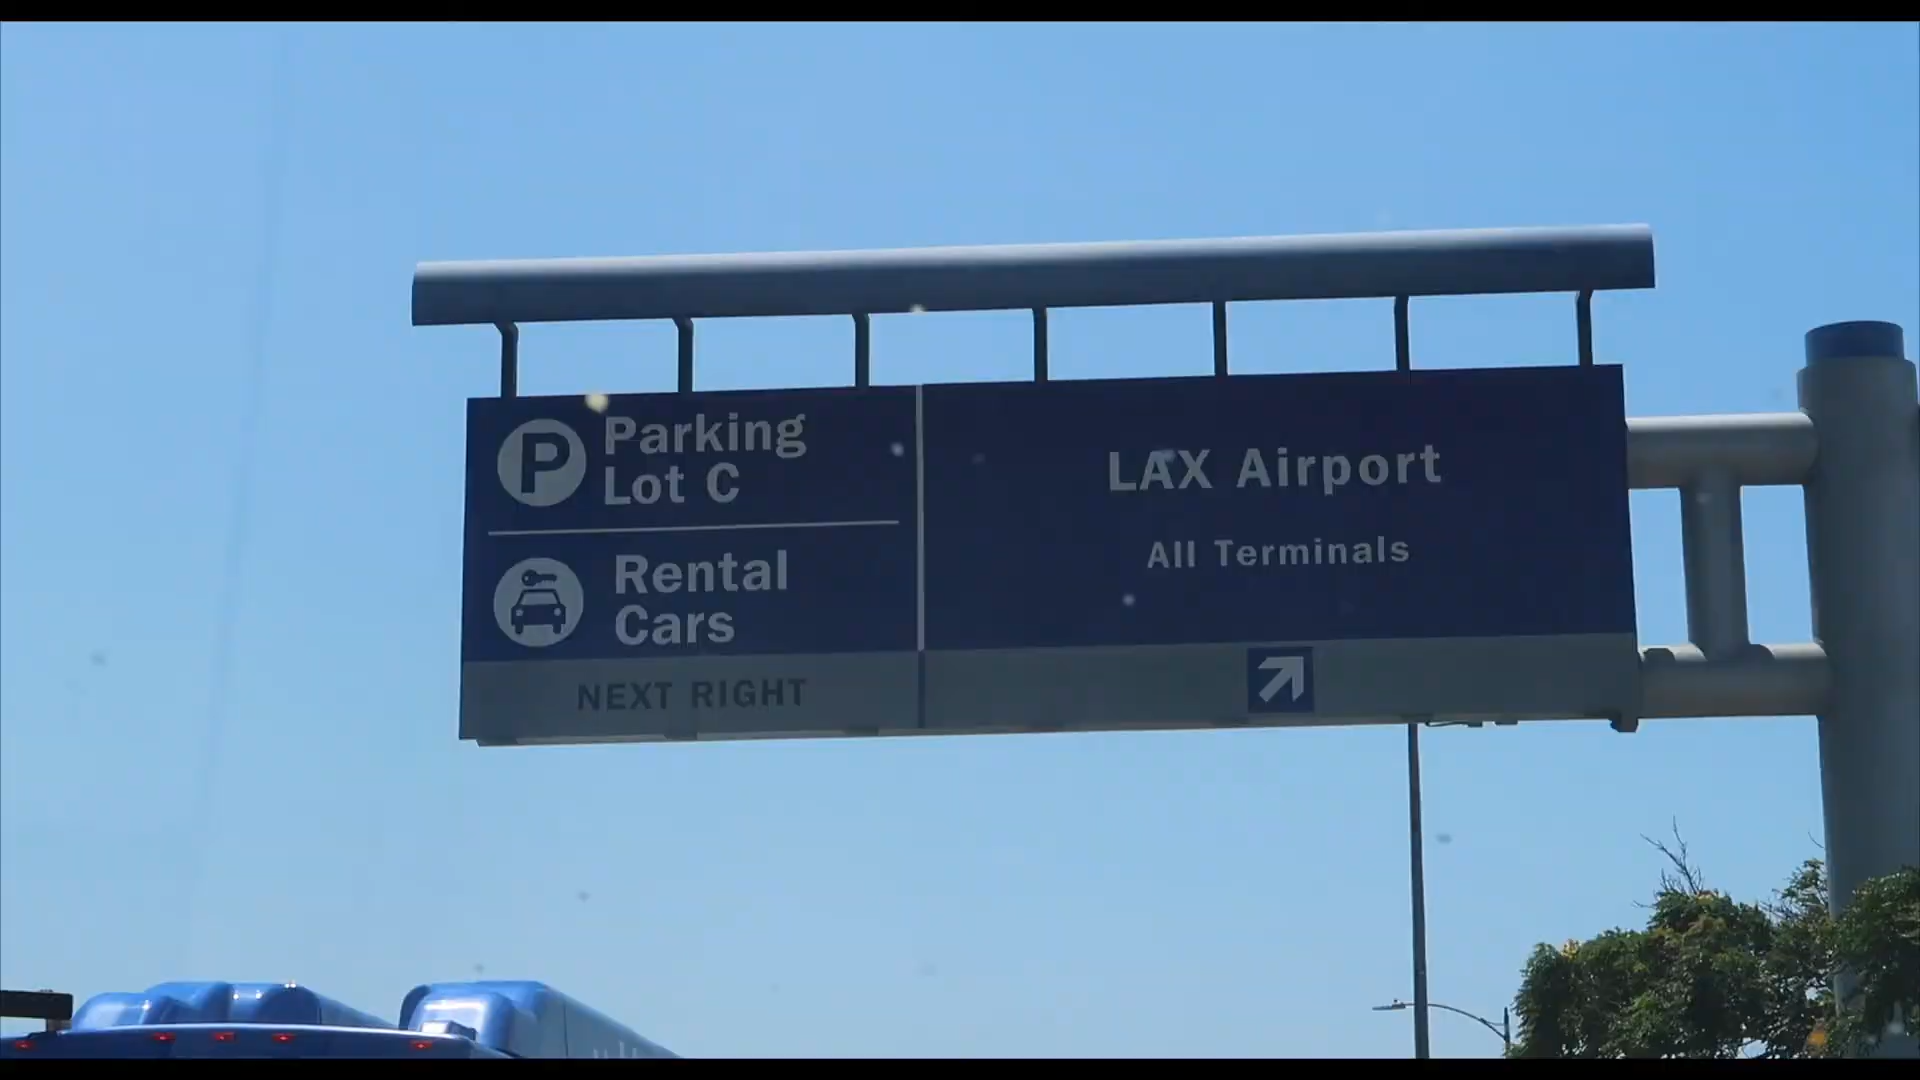 P Parking
Lot C
Rental
Cars
NEXT RIGHT
LAX Airport
All Terminals